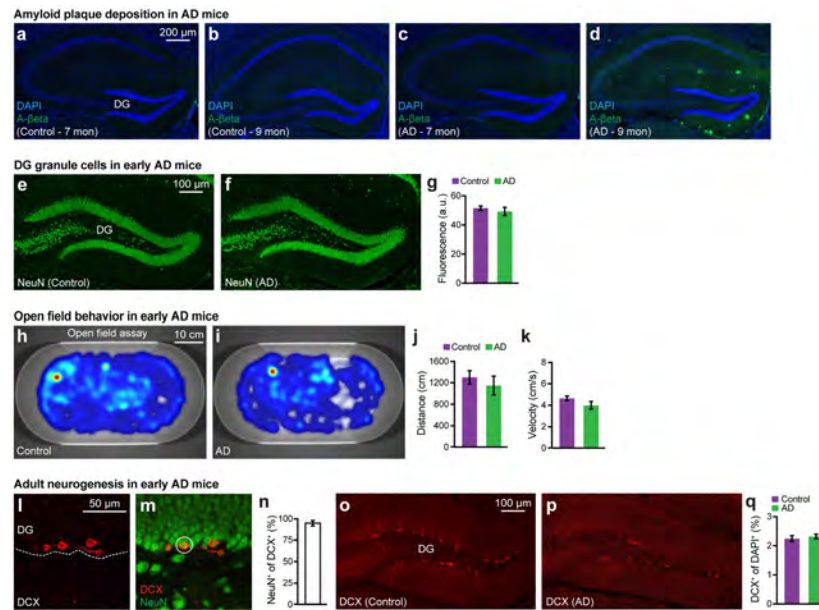 Amyloid plaque deposition in AD mice
a
200 µm
DAPI
A-βeta
DG
(Control - 7 mon)
b
DAPI
A-βeta
(Control - 9 mon)
c
DAPI
A-βeta
(AD - 7 mon)
d
DAPI
A-βeta
(AD - 9 mon)
DG granule cells in early AD mice
e
100 µm
DG
NeuN (Control)
f
NeuN (AD)
g
Control AD
Fluorescence (a.u.)
60
40
20
0
Open field behavior in early AD mice
h
Open field assay
10 cm
Control
i
AD
j
Control AD
Distance (cm)
1600
1200
800
400
0
k
Velocity (cm/s)
8
6
4
2
0
Adult neurogenesis in early AD mice
l
50 µm
DG
DCX
m
DCX
NeuN
n
NeuN⁺ of DCX⁺ (%)
100
75
50
25
0
o
100 µm
DG
DCX (Control)
p
DCX (AD)
q
Control
AD
DCX⁺ of DAPI⁺ (%)
3
2
1
0